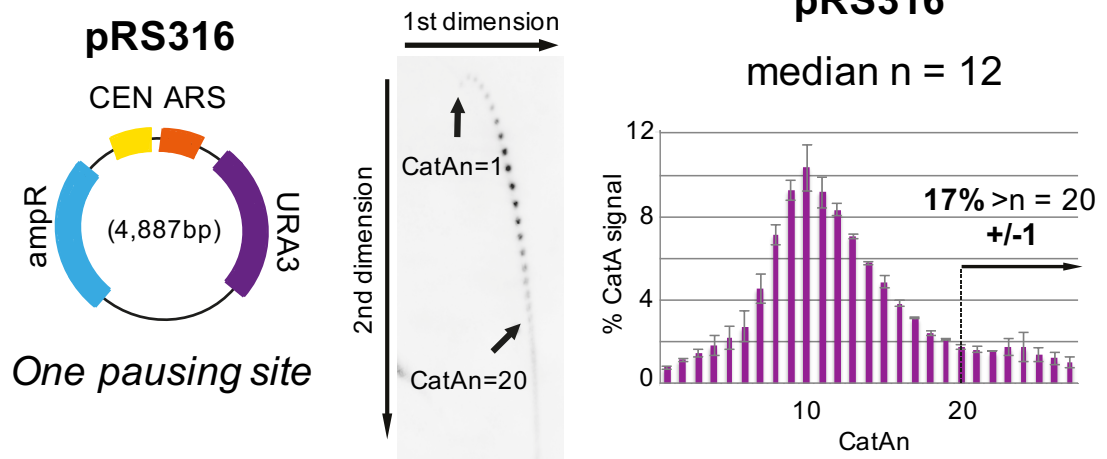 pRS316
CEN ARS
ampR
(4,887bp)
URA3
One pausing site
1st dimension
2nd dimension
CatAn=1
CatAn=20
pRS316
median n = 12
% CatA signal
12
8
4
0
17% >n = 20
+/-1
10 20
CatAn